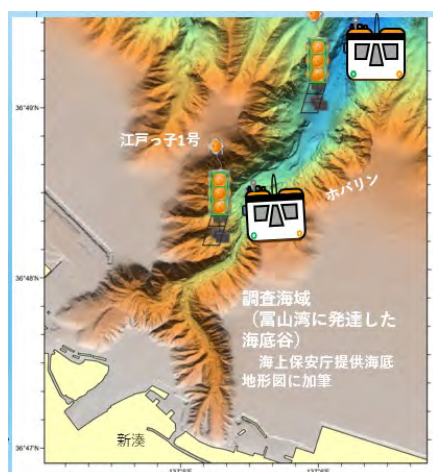 36°49'N
江戸っ子1号
ホバリン
36°48'N
調査海域
（富山湾に発達した
海底谷）
海上保安庁提供海底
地形図に加筆
新湊
36°47'N